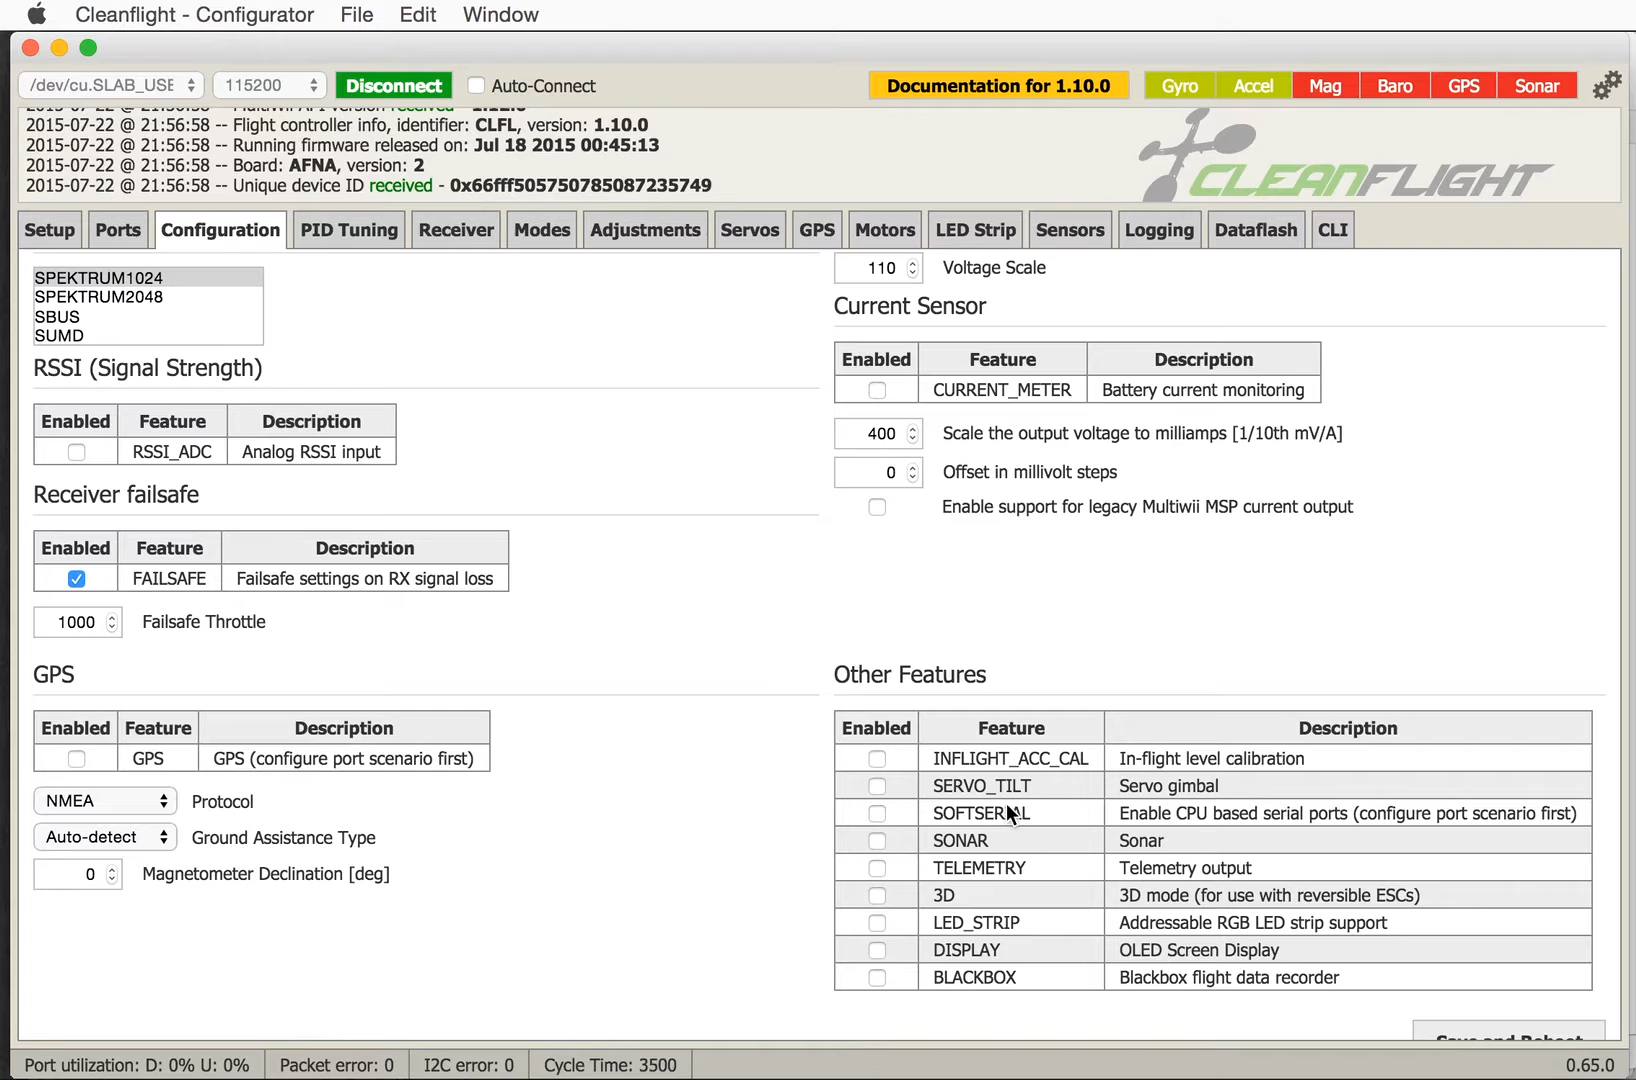 Cleanflight - Configurator File Edit Window
/dev/cu.SLAB_USE 115200 Disconnect Auto-Connect Documentation for 1.10.0 Gyro Accel Mag Baro GPS Sonar
2015-07-22 @ 21:56:58 -- Flight controller info, identifier: CLFL, version: 1.10.0
2015-07-22 @ 21:56:58 -- Running firmware released on: Jul 18 2015 00:45:13
2015-07-22 @ 21:56:58 -- Board: AFNA, version: 2
2015-07-22 @ 21:56:58 -- Unique device ID received - 0x66fff505750785087235749
CLEANFLIGHT
Setup Ports Configuration PID Tuning Receiver Modes Adjustments Servos GPS Motors LED Strip Sensors Logging Dataflash CLI
SPEKTRUM1024
SPEKTRUM2048
SBUS
SUMD
RSSI (Signal Strength)
Enabled Feature Description
RSSI_ADC Analog RSSI input
Receiver failsafe
Enabled Feature Description
FAILSAFE Failsafe settings on RX signal loss
1000 Failsafe Throttle
110 Voltage Scale
Current Sensor
Enabled Feature Description
CURRENT_METER Battery current monitoring
400 Scale the output voltage to milliamps [1/10th mV/A]
0 Offset in millivolt steps
Enable support for legacy Multiwii MSP current output
GPS
Enabled Feature Description
GPS GPS (configure port scenario first)
NMEA Protocol
Auto-detect Ground Assistance Type
0 Magnetometer Declination [deg]
Other Features
Enabled Feature Description
INFLIGHT_ACC_CAL In-flight level calibration
SERVO_TILT Servo gimbal
SOFTSERIAL Enable CPU based serial ports (configure port scenario first)
SONAR Sonar
TELEMETRY Telemetry output
3D 3D mode (for use with reversible ESCs)
LED_STRIP Addressable RGB LED strip support
DISPLAY OLED Screen Display
BLACKBOX Blackbox flight data recorder
Save and Reboot
Port utilization: D: 0% U: 0% Packet error: 0 I2C error: 0 Cycle Time: 3500 0.65.0